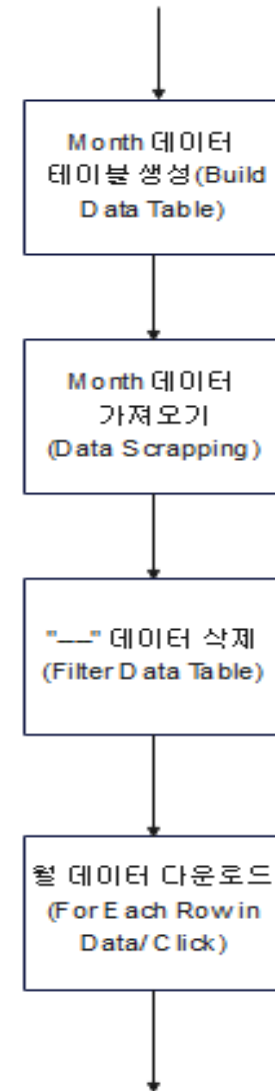 Month 데이터
테이블 생성(Build
Data Table)
Month 데이터
가져오기
(Data Scrapping)
"---" 데이터 삭제
(Filter Data Table)
월 데이터 다운로드
(For Each Row in
Data/Click)